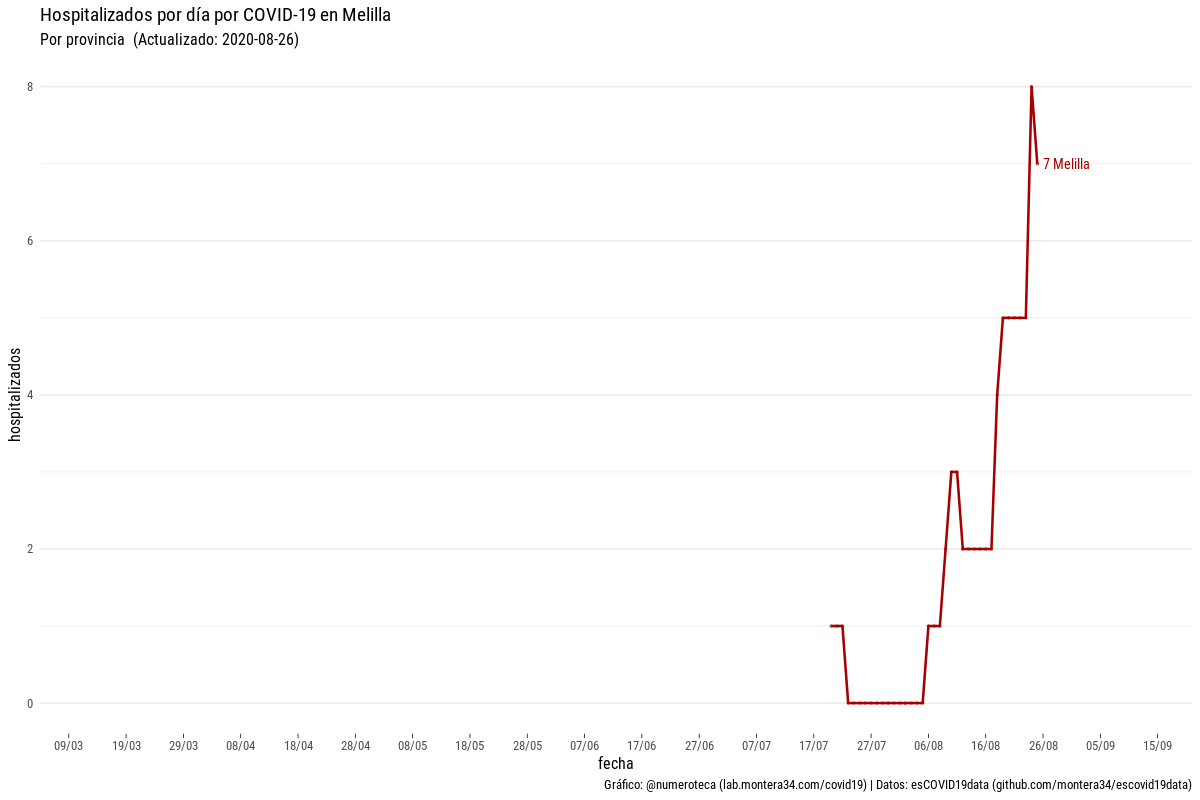 Hospitalizados por día por COVID-19 en Melilla
Por provincia (Actualizado: 2020-08-26)
8
6
4
2
0
hospitalizados
7 Melilla
09/03 19/03 29/03 08/04 18/04 28/04 08/05 18/05 28/05 07/06 17/06 27/06 07/07 17/07 27/07 06/08 16/08 26/08 05/09 15/09
fecha
Gráfico: @numeroteca (lab.montera34.com/covid19) | Datos: esCOVID19data (github.com/montera34/escovid19data)